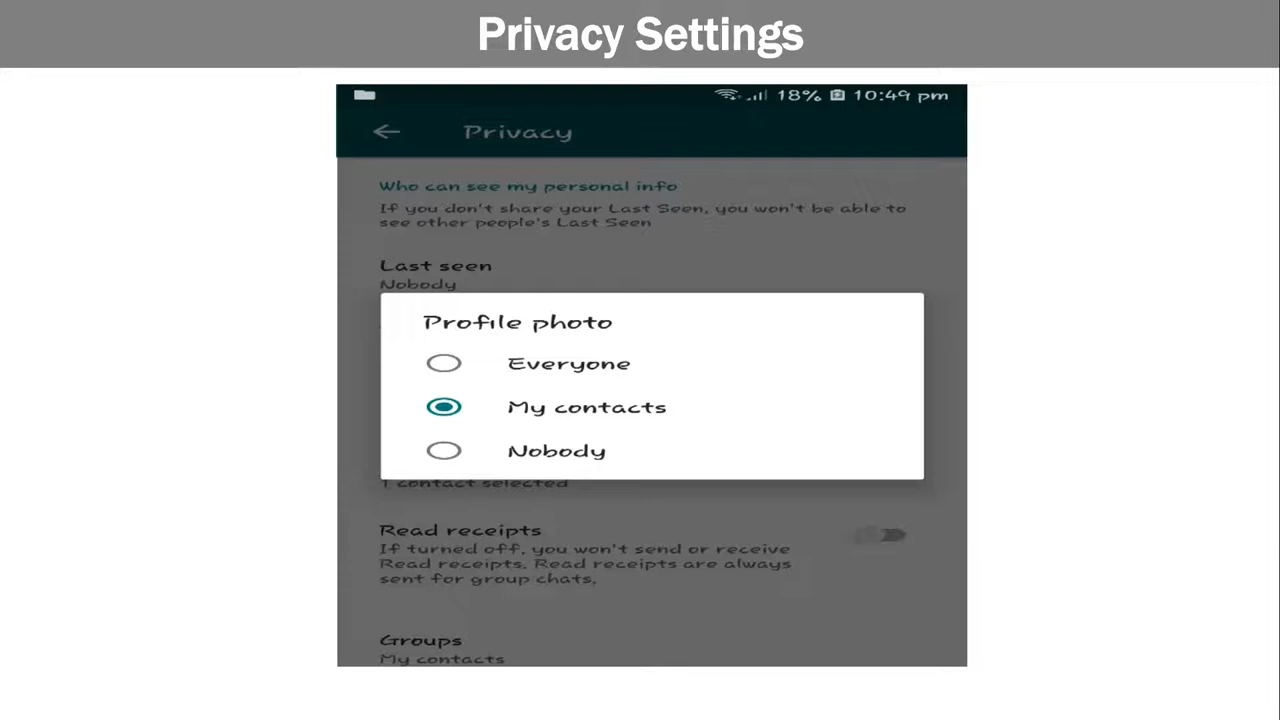 Privacy Settings
18% 10:49 pm
Privacy
Who can see my personal info
If you don't share your Last Seen, you won't be able to
see other people's Last Seen
Last seen
Nobody
Profile photo
Everyone
My contacts
Nobody
1 contact selected
Read receipts
If turned off, you won't send or receive
Read receipts. Read receipts are always
sent for group chats.
Groups
My contacts